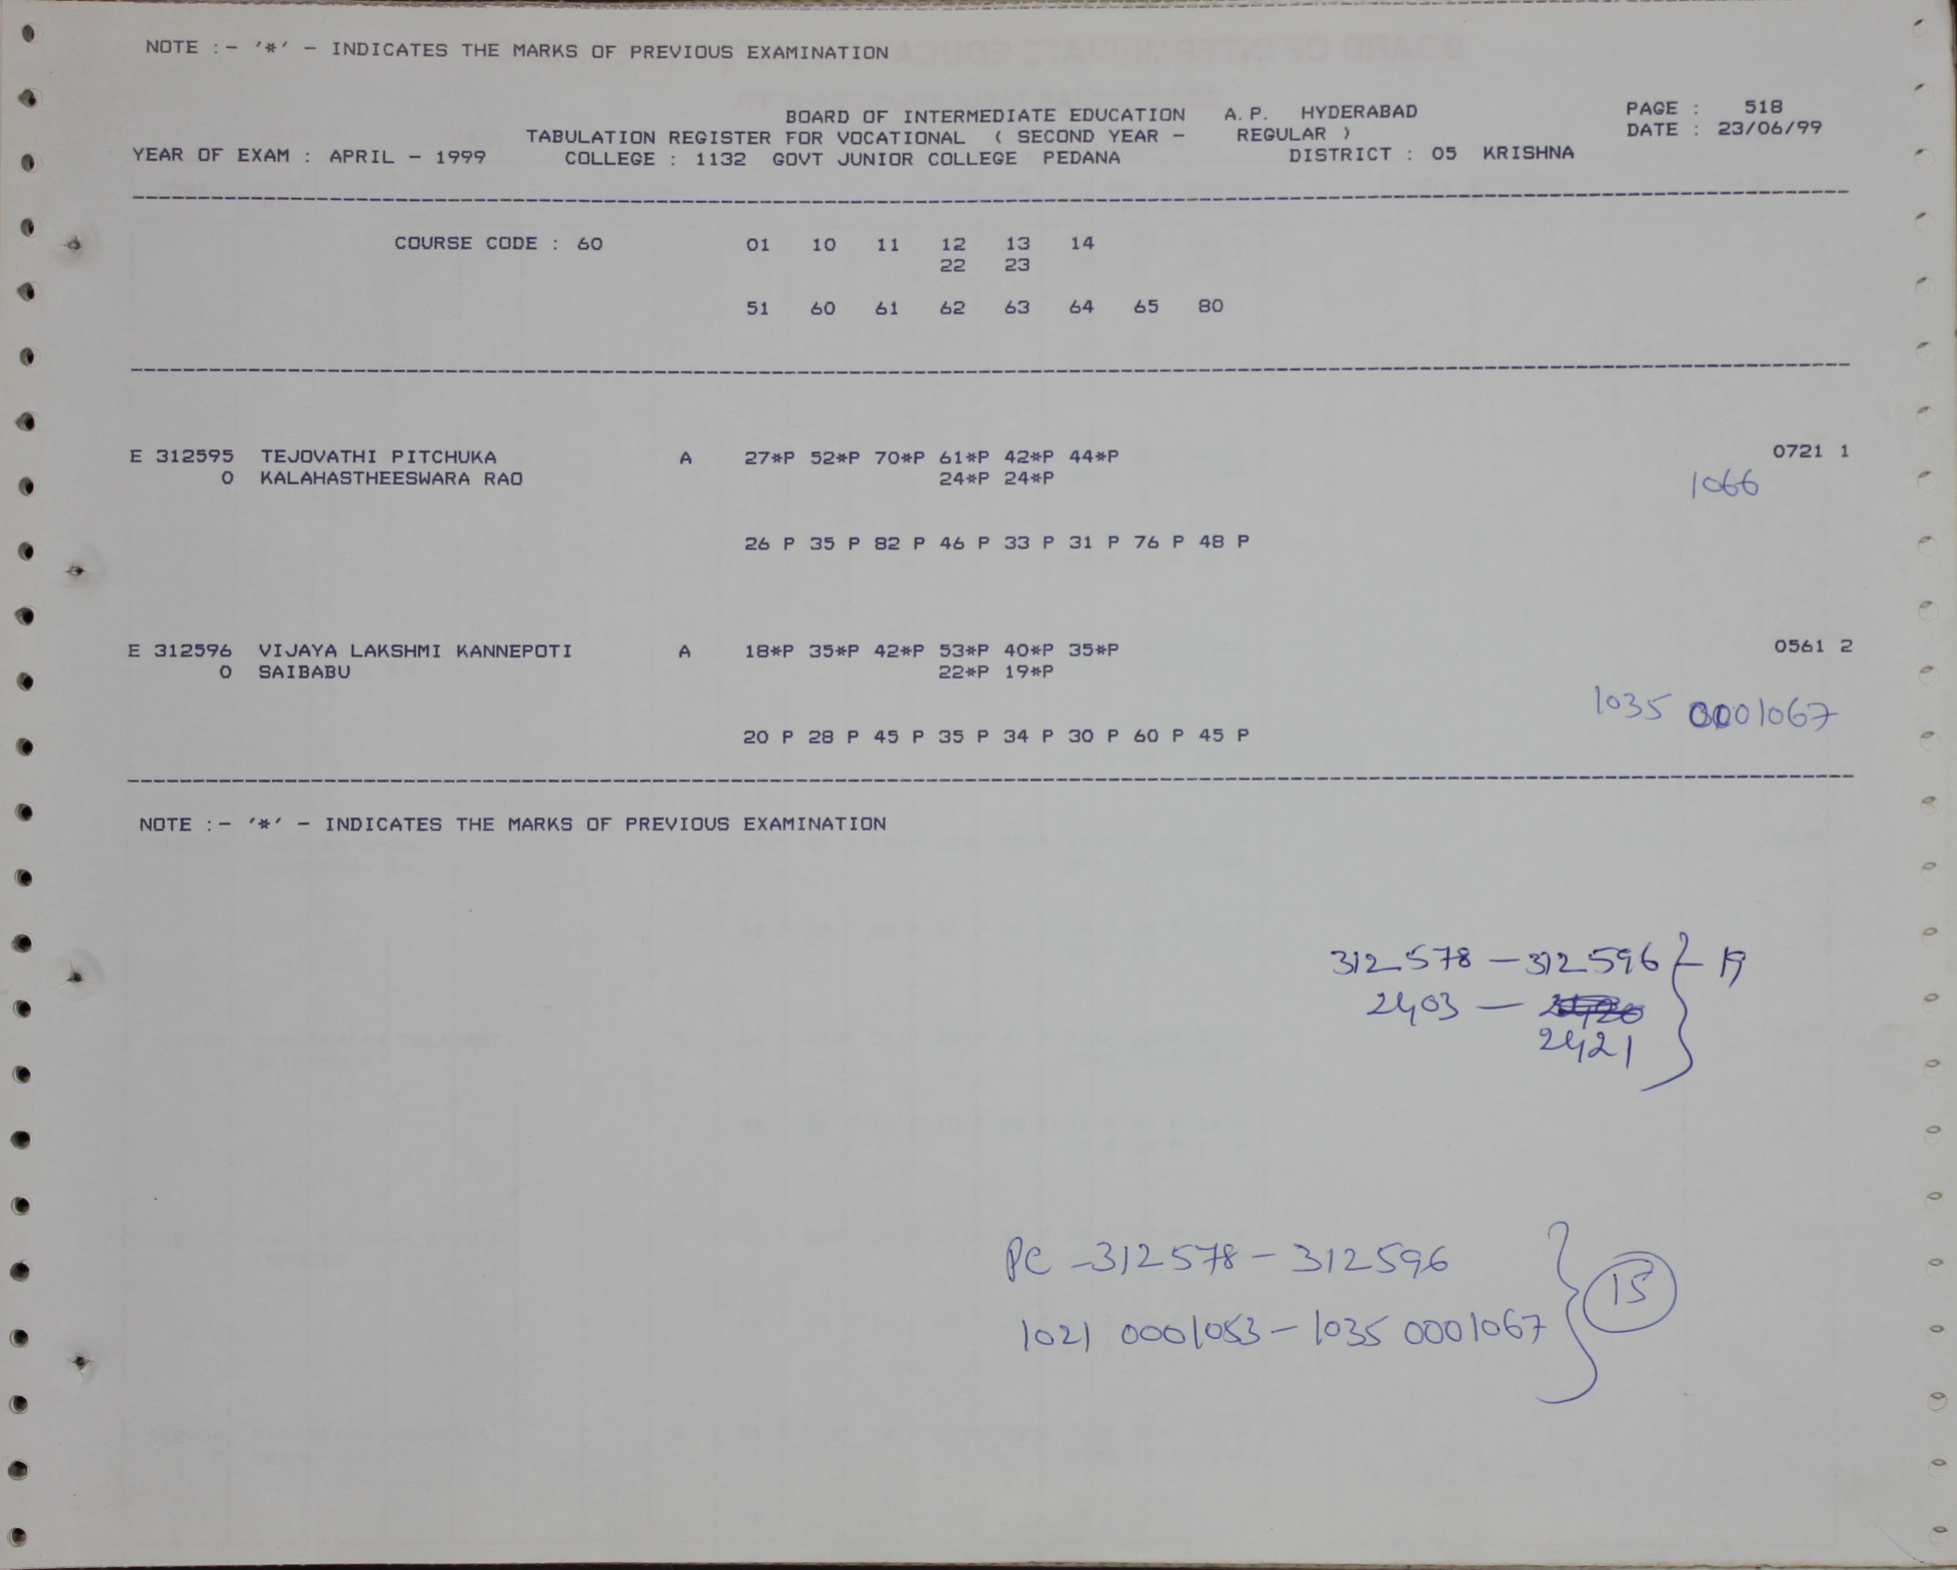 NOTE :- '*' - INDICATES THE MARKS OF PREVIOUS EXAMINATION
BOARD OF INTERMEDIATE EDUCATION A.P. HYDERABAD PAGE : 518
TABULATION REGISTER FOR VOCATIONAL ( SECOND YEAR - REGULAR ) DATE : 23/06/99
YEAR OF EXAM : APRIL - 1999 COLLEGE : 1132 GOVT JUNIOR COLLEGE PEDANA DISTRICT : 05 KRISHNA
COURSE CODE : 60 01 10 11 12 13 14
22 23
51 60 61 62 63 64 65 80
E 312595 TEJOVATHI PITCHUKA A 27*P 52*P 70*P 61*P 42*P 44*P 0721 1
0 KALAHASTHEESWARA RAO 24*P 24*P
1066
26 P 35 P 82 P 46 P 33 P 31 P 76 P 48 P
E 312596 VIJAYA LAKSHMI KANNEPOTI A 18*P 35*P 42*P 53*P 40*P 35*P 0561 2
0 SAIBABU 22*P 19*P
1035 0001067
20 P 28 P 45 P 35 P 34 P 30 P 60 P 45 P
NOTE :- '*' - INDICATES THE MARKS OF PREVIOUS EXAMINATION
312578 - 312596 } - 19
2403 -
2421
PC - 312578 - 312596
1021 0001053 - 1035 0001067 } 15